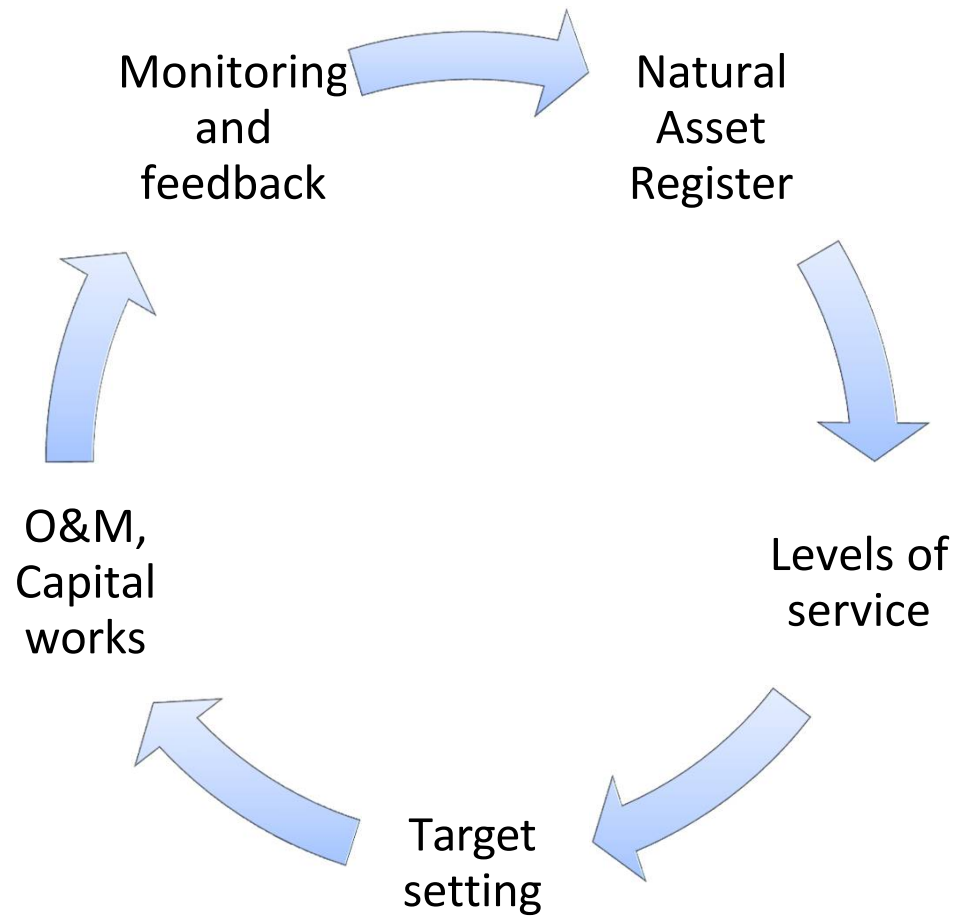 Monitoring
and
feedback
Natural
Asset
Register
Levels of
service
Target
setting
O&M,
Capital
works